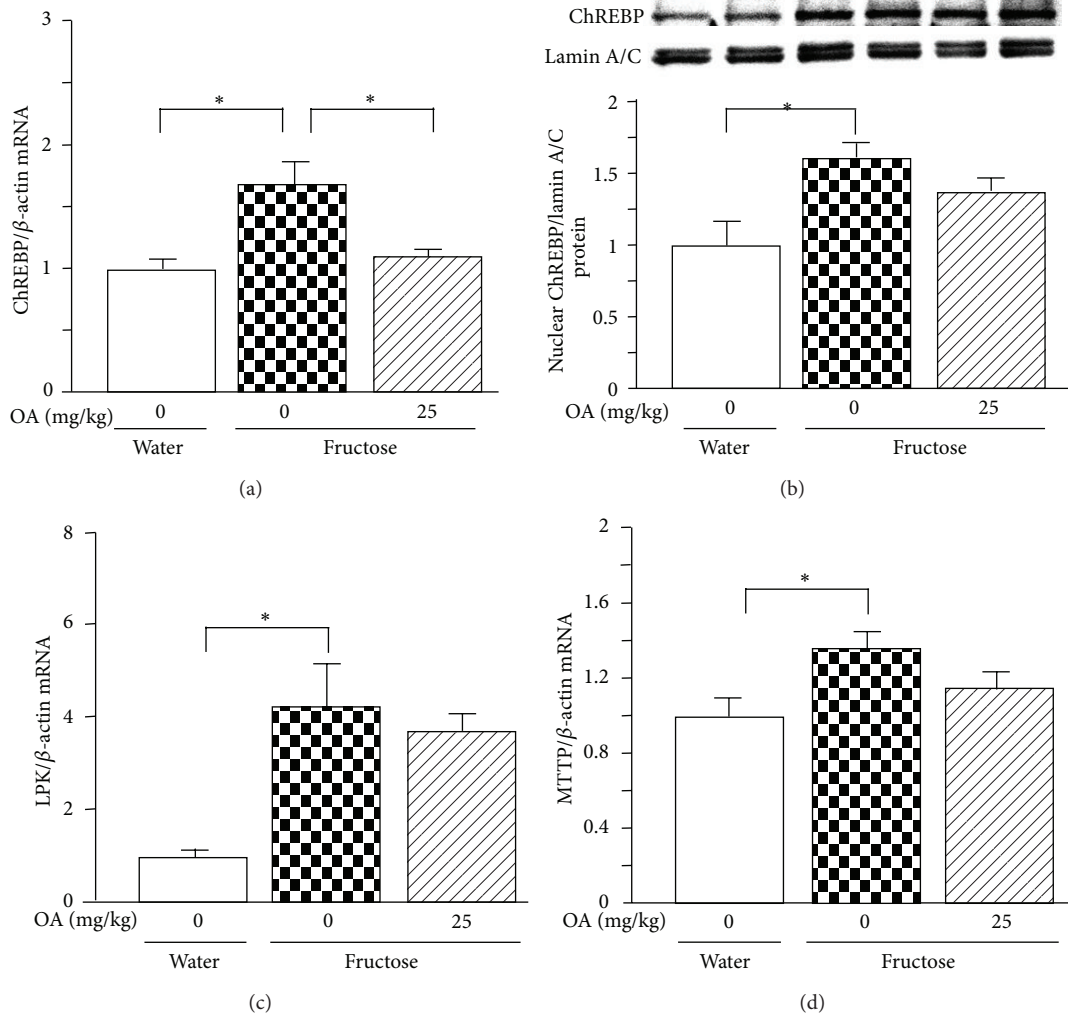 3
2
1
0
ChREBP/β-actin mRNA
*
*
OA (mg/kg)
0
0
25
Water
Fructose
(a)
ChREBP
Lamin A/C
2
1.5
1
0.5
0
Nuclear ChREBP/lamin A/C
protein
*
OA (mg/kg)
0
0
25
Water
Fructose
(b)
8
6
4
2
0
LPK/β-actin mRNA
*
OA (mg/kg)
0
0
25
Water
Fructose
(c)
2
1.6
1.2
0.8
0.4
0
MTTP/β-actin mRNA
*
OA (mg/kg)
0
0
25
Water
Fructose
(d)